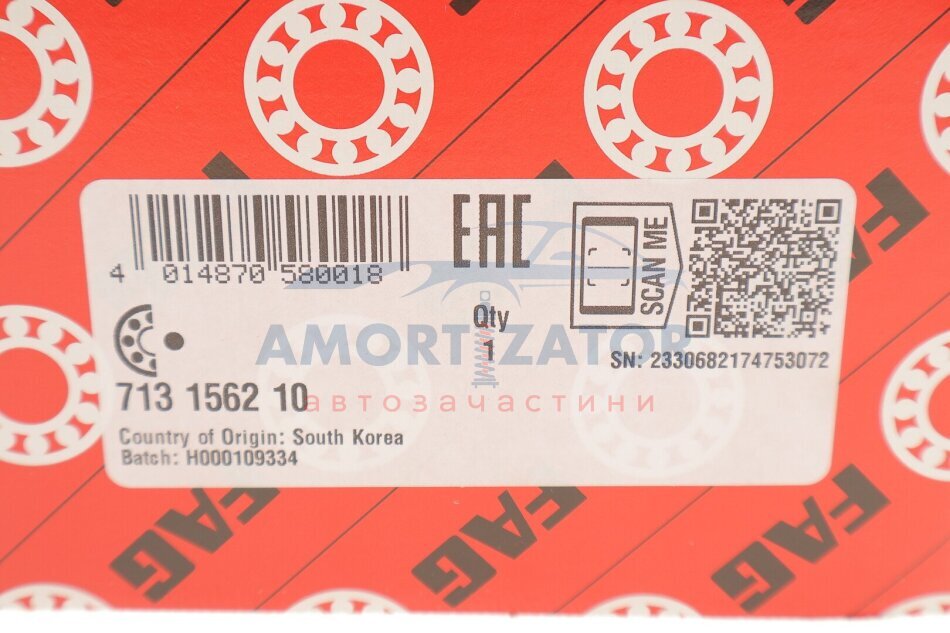 FAG
EAC
SCAN ME
4 014870 580018
Qty
1
AMORTIZATOR
SN: 2330682174753072
713 1562 10
автозачастини
Country of Origin: South Korea
Batch: H000109334
FAG
FAG
FAG